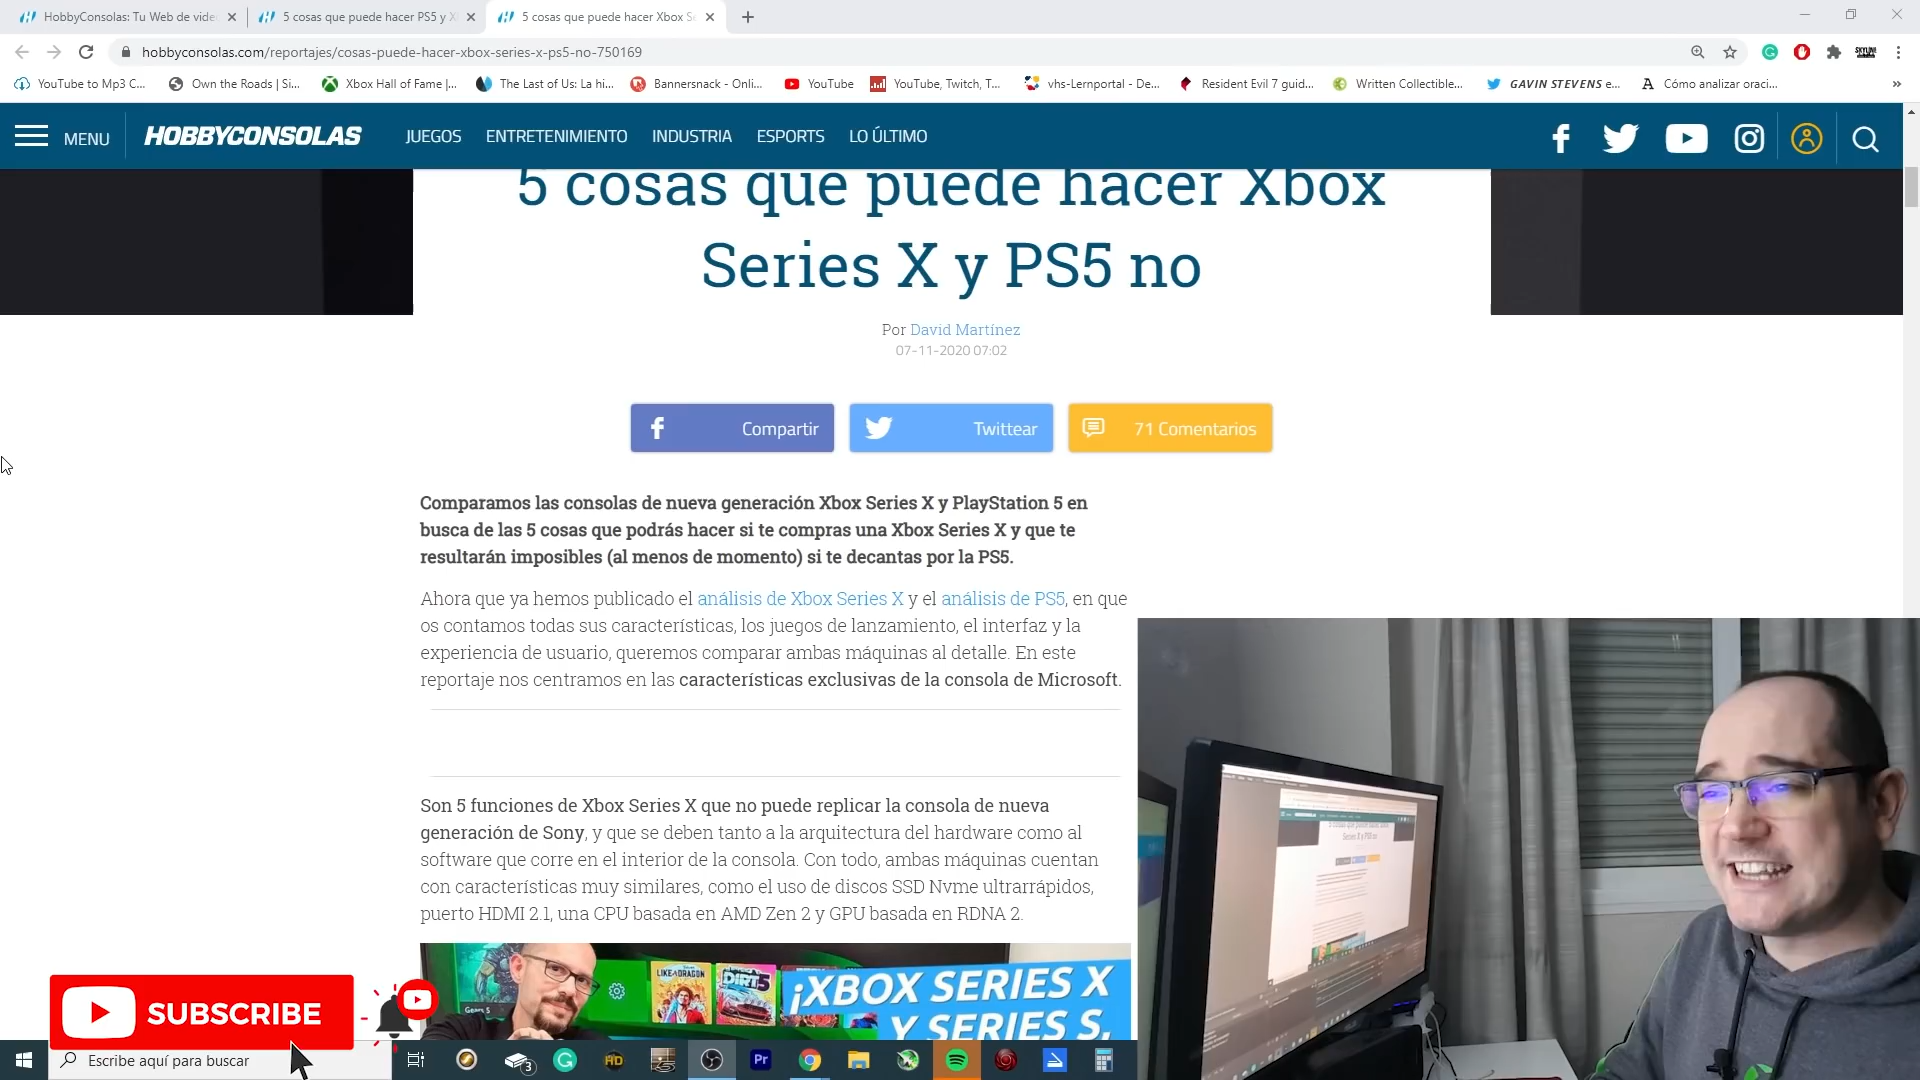 HobbyConsolas: Tu Web de vide
5 cosas que puede hacer PS5 y X
5 cosas que puede hacer Xbox Se
hobbyconsolas.com/reportajes/cosas-puede-hacer-xbox-series-x-ps5-no-750169
YouTube to Mp3 C...
Own the Roads | Si...
Xbox Hall of Fame |...
The Last of Us: La hi...
Bannersnack - Onli...
YouTube
YouTube, Twitch, T...
vhs-Lernportal - De...
Resident Evil 7 guid...
Written Collectible...
GAVIN STEVENS e...
Cómo analizar oraci...
MENU
HOBBYCONSOLAS
JUEGOS
ENTRETENIMIENTO
INDUSTRIA
ESPORTS
LO ÚLTIMO
5 cosas que puede hacer Xbox
Series X y PS5 no
Por David Martínez
07-11-2020 07:02
Compartir
Twittear
71 Comentarios
Comparamos las consolas de nueva generación Xbox Series X y PlayStation 5 en
busca de las 5 cosas que podrás hacer si te compras una Xbox Series X y que te
resultarán imposibles (al menos de momento) si te decantas por la PS5.
Ahora que ya hemos publicado el análisis de Xbox Series X y el análisis de PS5, en que
os contamos todas sus características, los juegos de lanzamiento, el interfaz y la
experiencia de usuario, queremos comparar ambas máquinas al detalle. En este
reportaje nos centramos en las características exclusivas de la consola de Microsoft.
Son 5 funciones de Xbox Series X que no puede replicar la consola de nueva
generación de Sony, y que se deben tanto a la arquitectura del hardware como al
software que corre en el interior de la consola. Con todo, ambas máquinas cuentan
con características muy similares, como el uso de discos SSD Nvme ultrarrápidos,
puerto HDMI 2.1, una CPU basada en AMD Zen 2 y GPU basada en RDNA 2.
Gears 5
LIKE A DRAGON
DIRT 5
¡XBOX SERIES X
Y SERIES S,
SUBSCRIBE
Escribe aquí para buscar
3
HD
Pr